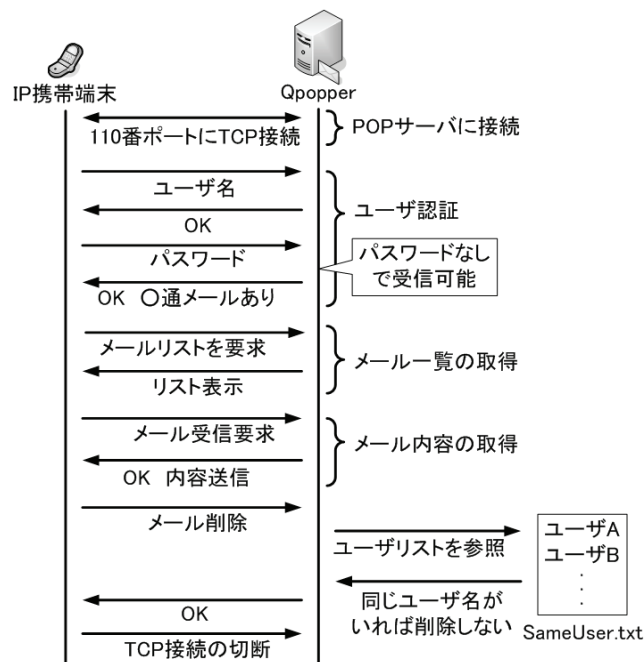 IP携帯端末
Qpopper
110番ポートにTCP接続
POPサーバに接続
ユーザ名
OK
ユーザ認証
パスワード
パスワードなし
で受信可能
OK 〇通メールあり
メールリストを要求
メール一覧の取得
リスト表示
メール受信要求
メール内容の取得
OK 内容送信
メール削除
ユーザリストを参照
ユーザA
ユーザB
・
・
・
同じユーザ名が
いれば削除しない
SameUser.txt
OK
TCP接続の切断